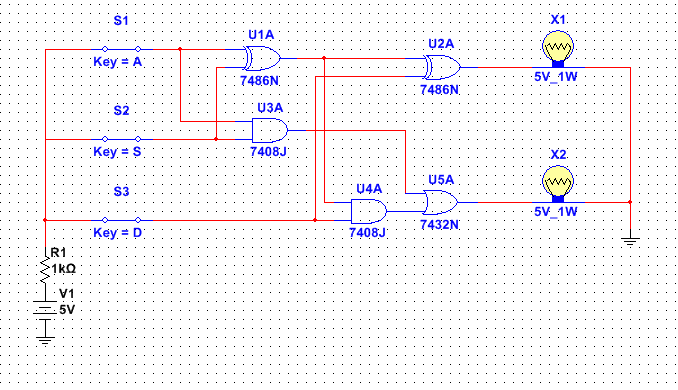 S1
Key = A
U1A
7486N
U2A
7486N
X1
5V_1W
S2
Key = S
U3A
7408J
S3
Key = D
U4A
7408J
U5A
7432N
X2
5V_1W
R1
1kΩ
V1
5V